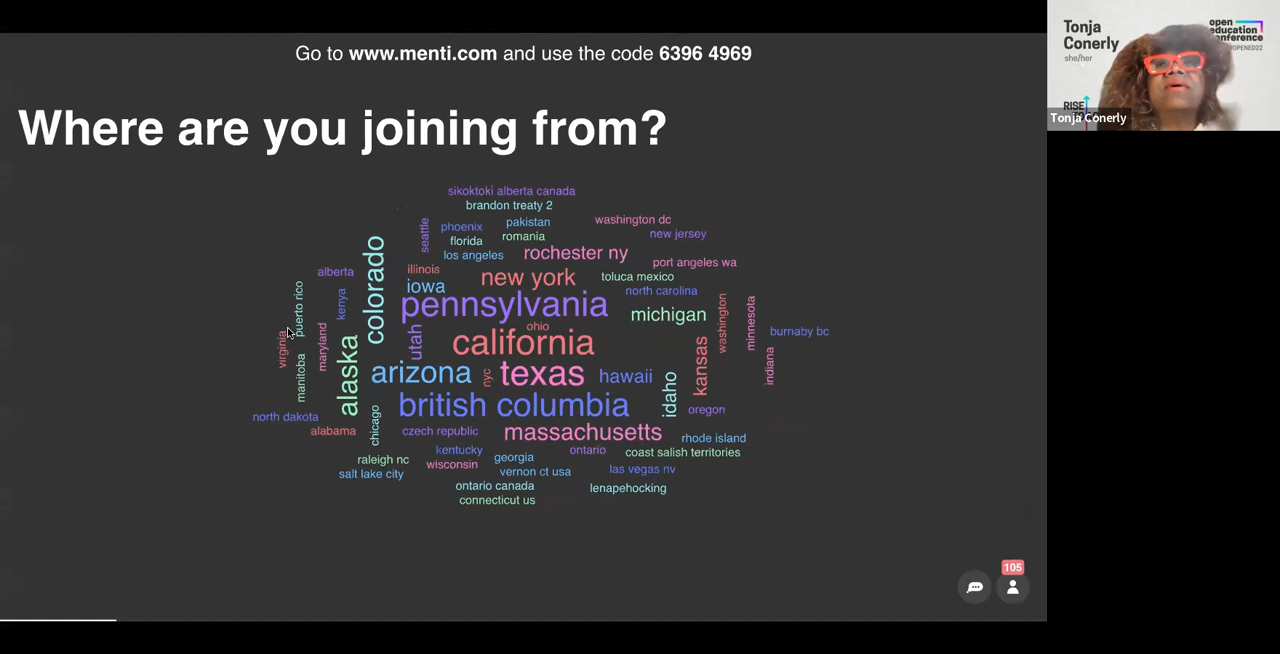 Go to www.menti.com and use the code 6396 4969
Where are you joining from?
sikoktoki alberta canada
brandon treaty 2
seattle
phoenix
pakistan
washington dc
florida
romania
new jersey
los angeles
rochester ny
colorado
illinois
port angeles wa
alberta
new york
toluca mexico
iowa
north carolina
puerto rico
kenya
pennsylvania
michigan
washington
minnesota
virginia
maryland
utah
ohio
california
burnaby bc
manitoba
alaska
arizona
nyc
texas
hawaii
idaho
kansas
indiana
north dakota
british columbia
oregon
alabama
chicago
czech republic
massachusetts
rhode island
raleigh nc
kentucky
ontario
coast salish territories
salt lake city
wisconsin
georgia
vernon ct usa
las vegas nv
ontario canada
lenapehocking
connecticut us
105
Tonja
Conerly
she/her
open
education
conference
#OPENED22
RISE
Tonja Conerly